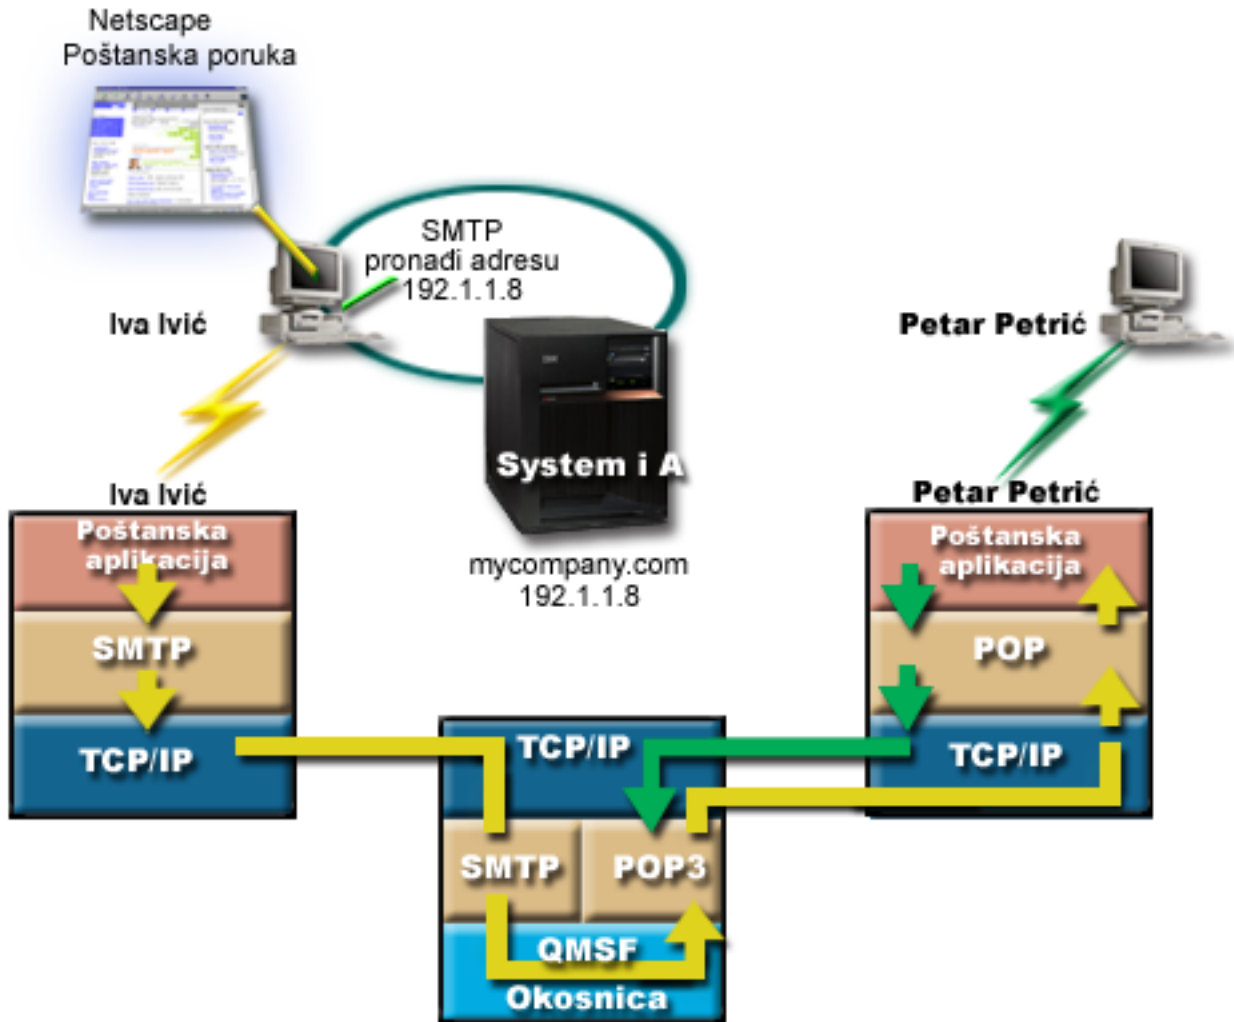 Netscape
Poštanska poruka
SMTP
pronađi adresu
192.1.1.8
Iva Ivić
Petar Petrić
IBM
System i A
mycompany.com
192.1.1.8
Iva Ivić
Poštanska
aplikacija
SMTP
TCP/IP
Petar Petrić
Poštanska
aplikacija
POP
TCP/IP
TCP/IP
SMTP
POP3
QMSF
Okosnica